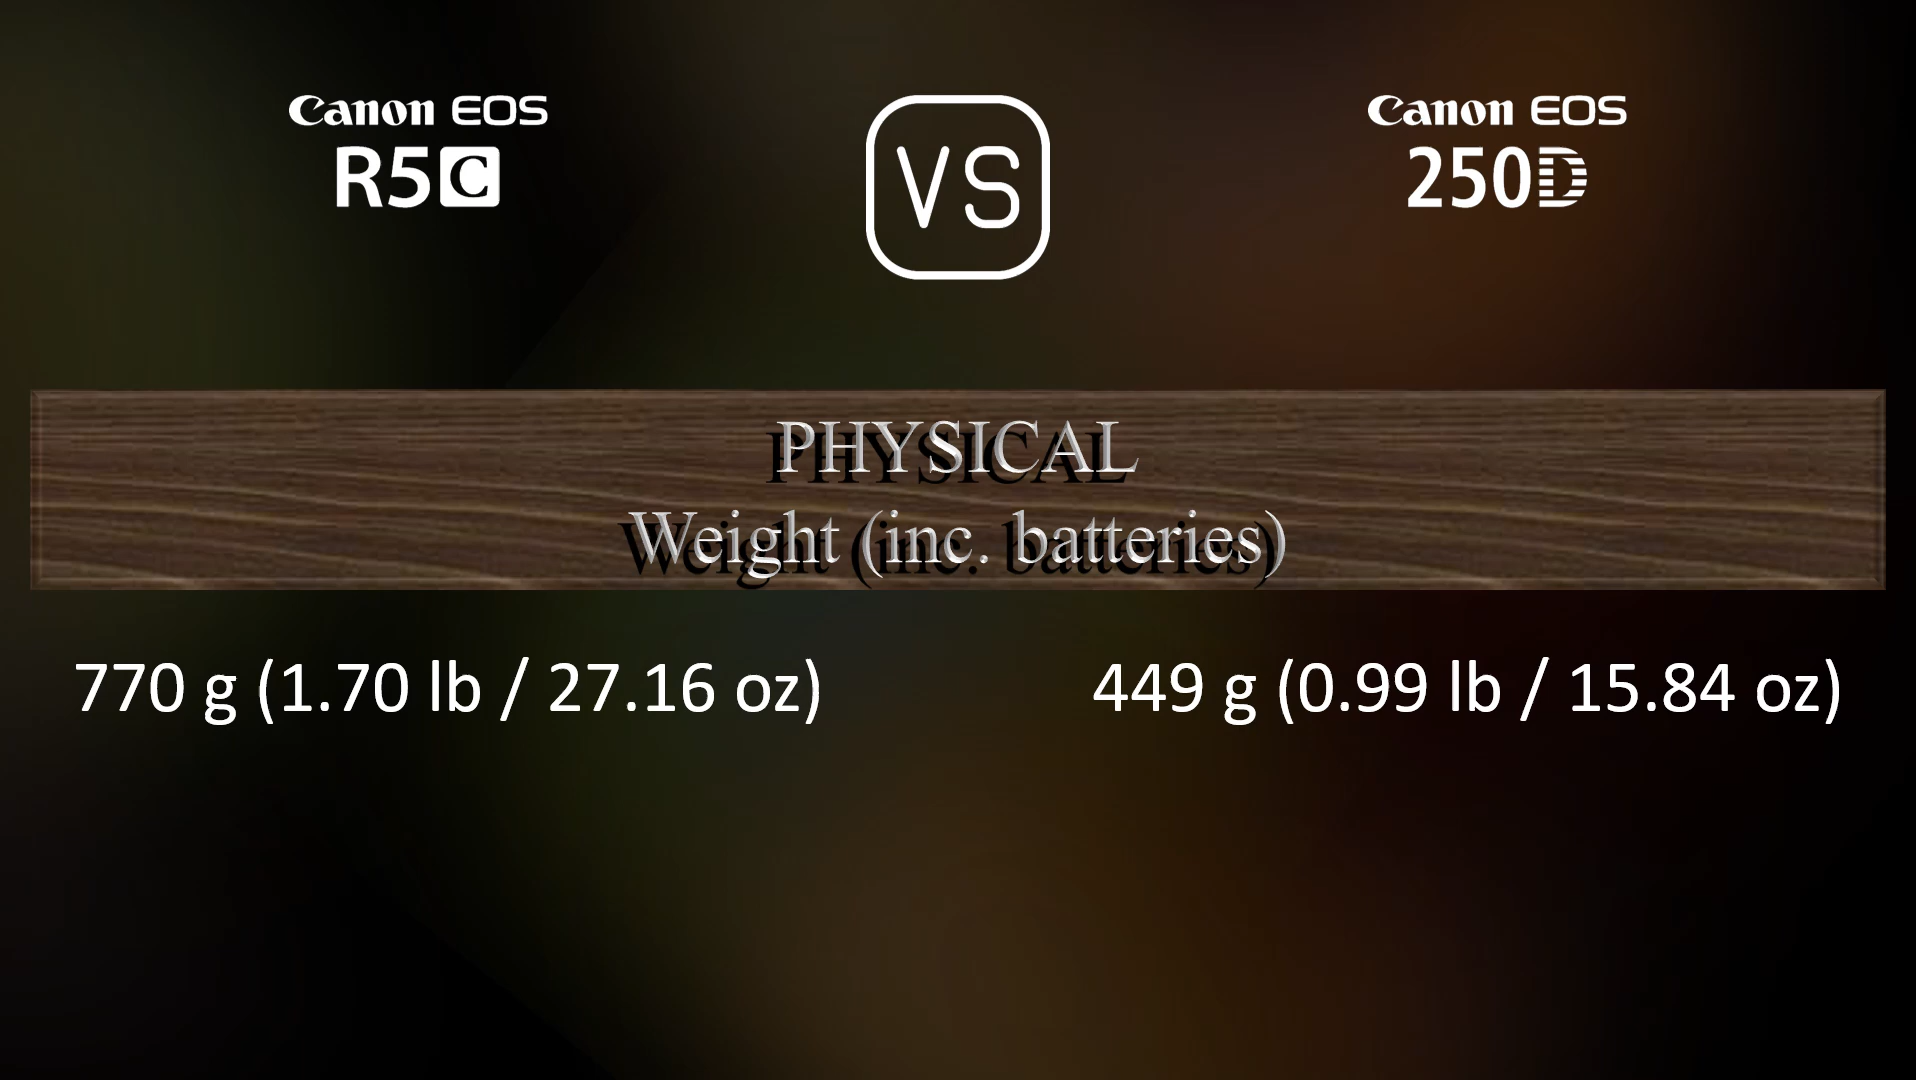 Canon EOS
R5 C
VS
Canon EOS
250D
PHYSICAL
Weight (inc. batteries)
770 g (1.70 lb / 27.16 oz)
449 g (0.99 lb / 15.84 oz)